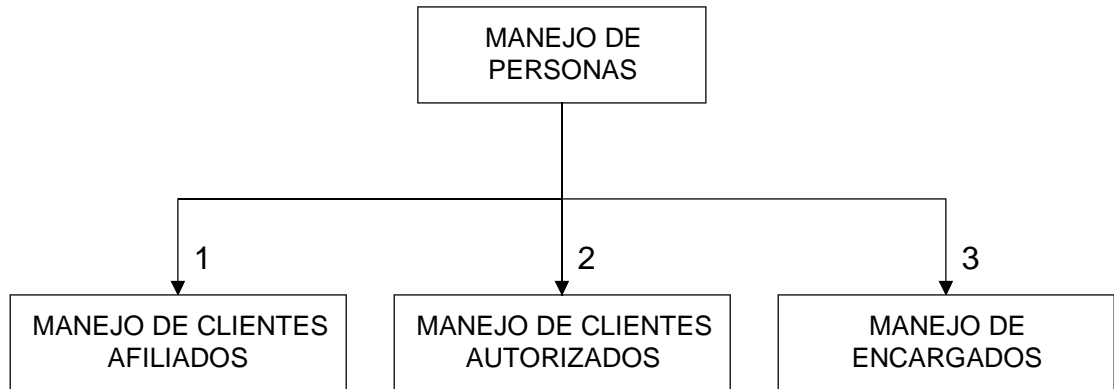 MANEJO DE
PERSONAS
1
2
3
MANEJO DE CLIENTES
AFILIADOS
MANEJO DE CLIENTES
AUTORIZADOS
MANEJO DE
ENCARGADOS